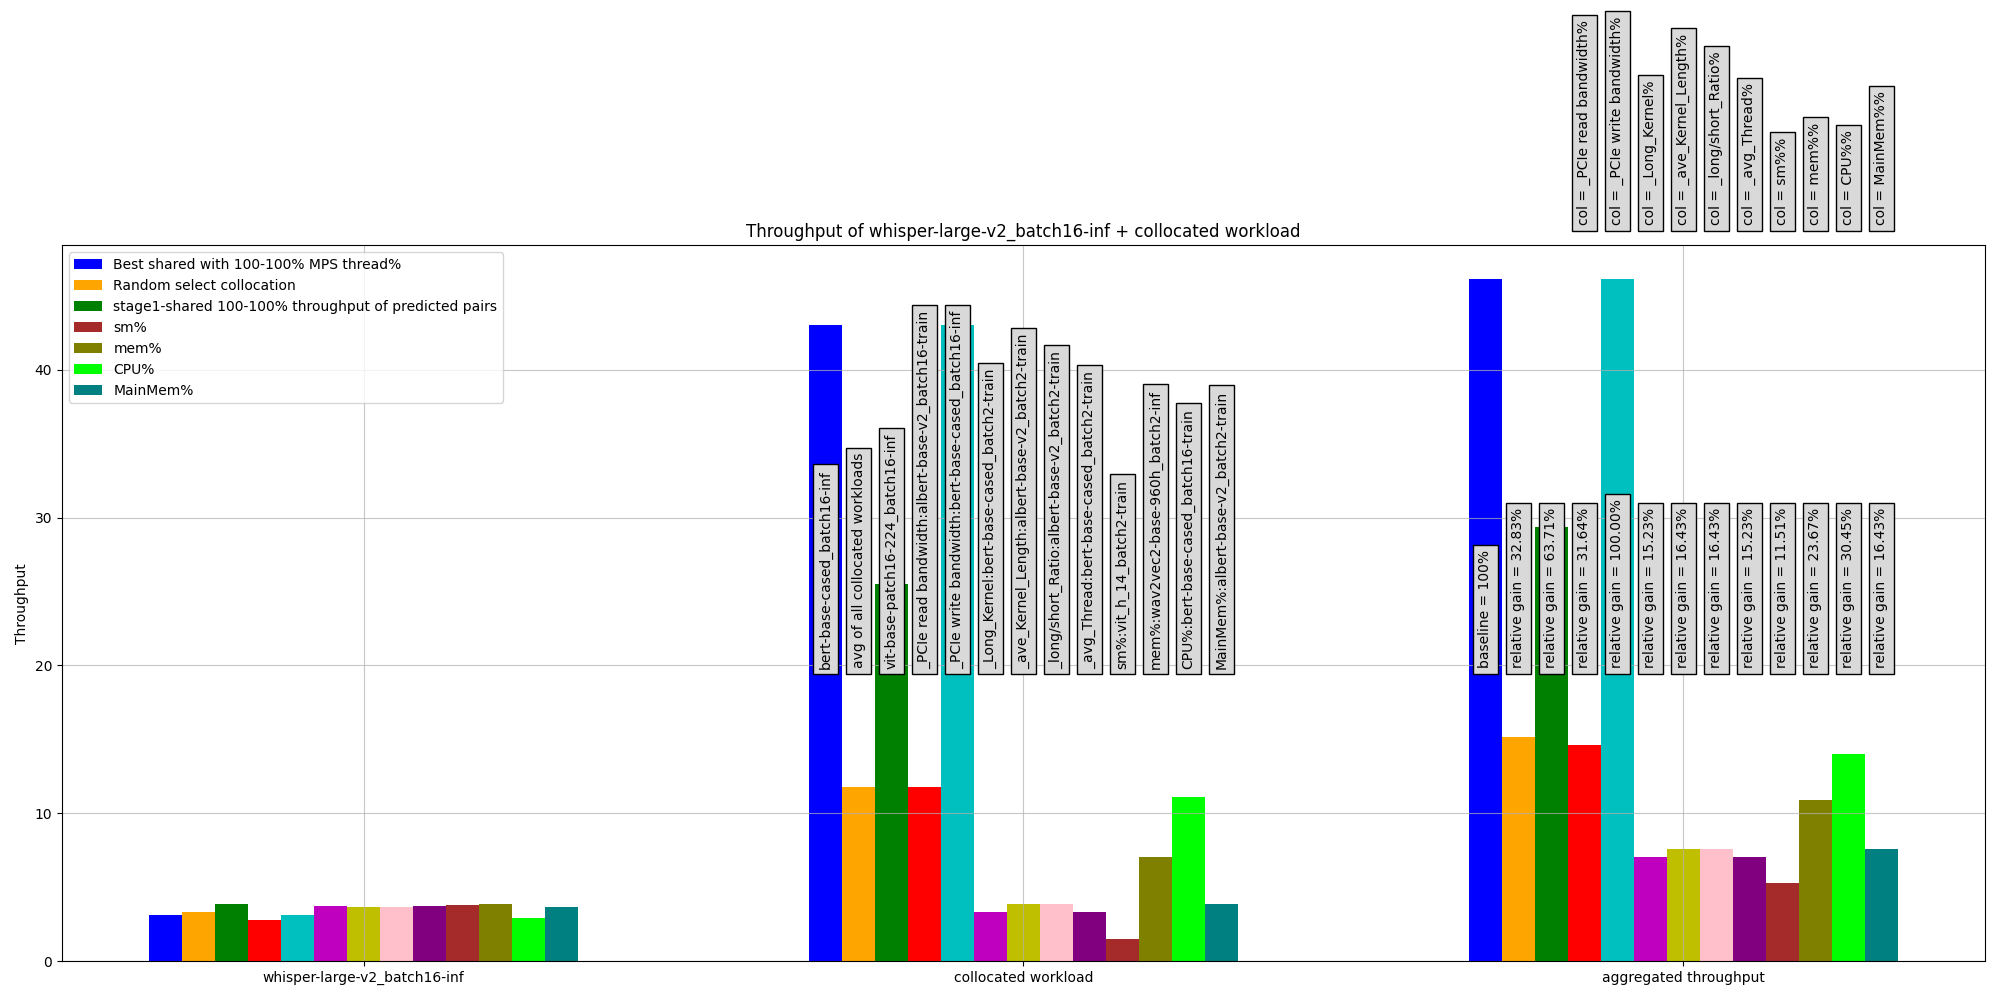 col = _PCIe read bandwidth%
col = _PCIe write bandwidth%
col = _Long_Kernel%
col = _ave_Kernel_Length%
col = _long/short_Ratio%
col = _avg_Thread%
col = sm%%
col = mem%%
col = CPU%%
col = MainMem%%
Throughput of whisper-large-v2_batch16-inf + collocated workload
Best shared with 100-100% MPS thread%
Random select collocation
stage1-shared 100-100% throughput of predicted pairs
sm%
mem%
CPU%
MainMem%
Throughput
40
30
20
10
0
bert-base-cased_batch16-inf
avg of all collocated workloads
vit-base-patch16-224_batch16-inf
_PCIe read bandwidth:albert-base-v2_batch16-train
_PCIe write bandwidth:bert-base-cased_batch16-inf
_Long_Kernel:bert-base-cased_batch2-train
_ave_Kernel_Length:albert-base-v2_batch2-train
_long/short_Ratio:albert-base-v2_batch2-train
_avg_Thread:bert-base-cased_batch2-train
sm%:vit_h_14_batch2-train
mem%:wav2vec2-base-960h_batch2-inf
CPU%:bert-base-cased_batch16-train
MainMem%:albert-base-v2_batch2-train
baseline = 100%
relative gain = 32.83%
relative gain = 63.71%
relative gain = 31.64%
relative gain = 100.00%
relative gain = 15.23%
relative gain = 16.43%
relative gain = 16.43%
relative gain = 15.23%
relative gain = 11.51%
relative gain = 23.67%
relative gain = 30.45%
relative gain = 16.43%
whisper-large-v2_batch16-inf
collocated workload
aggregated throughput